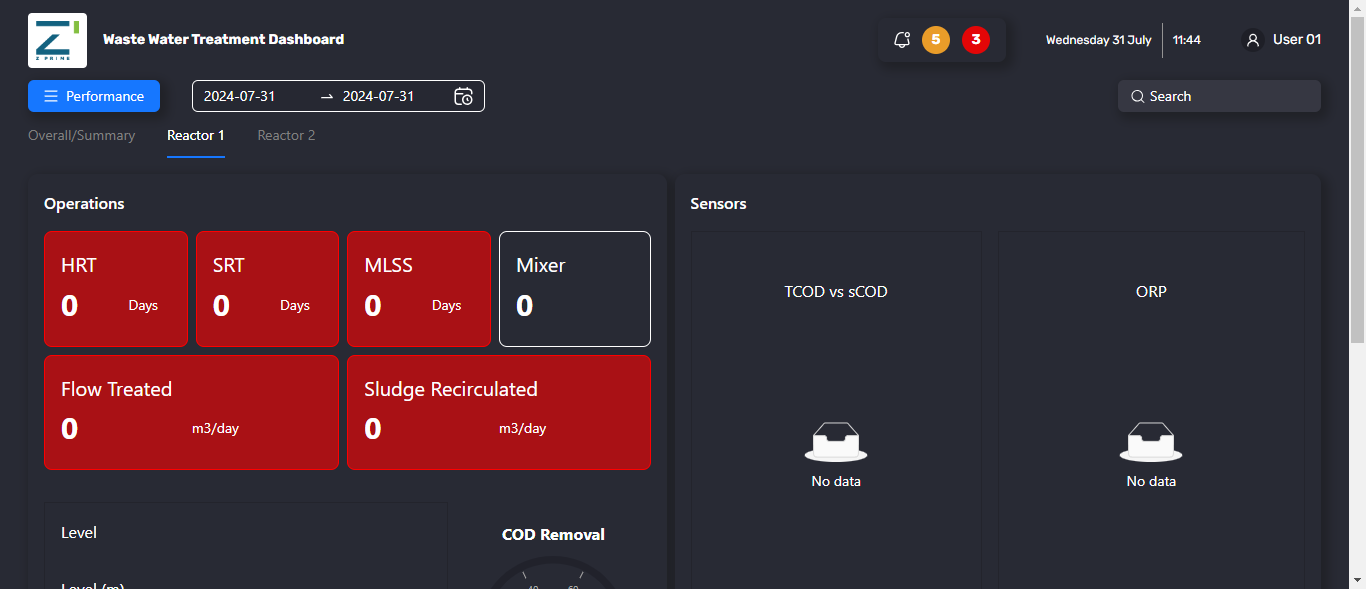 Z PRIME
Waste Water Treatment Dashboard
5
3
Wednesday 31 July
11:44
User 01
Performance
2024-07-31
2024-07-31
Search
Overall/Summary
Reactor 1
Reactor 2
Operations
HRT
0
Days
SRT
0
Days
MLSS
0
Days
Mixer
0
Flow Treated
0
m3/day
Sludge Recirculated
0
m3/day
Level
Level (m)
COD Removal
40
60
Sensors
TCOD vs sCOD
No data
ORP
No data